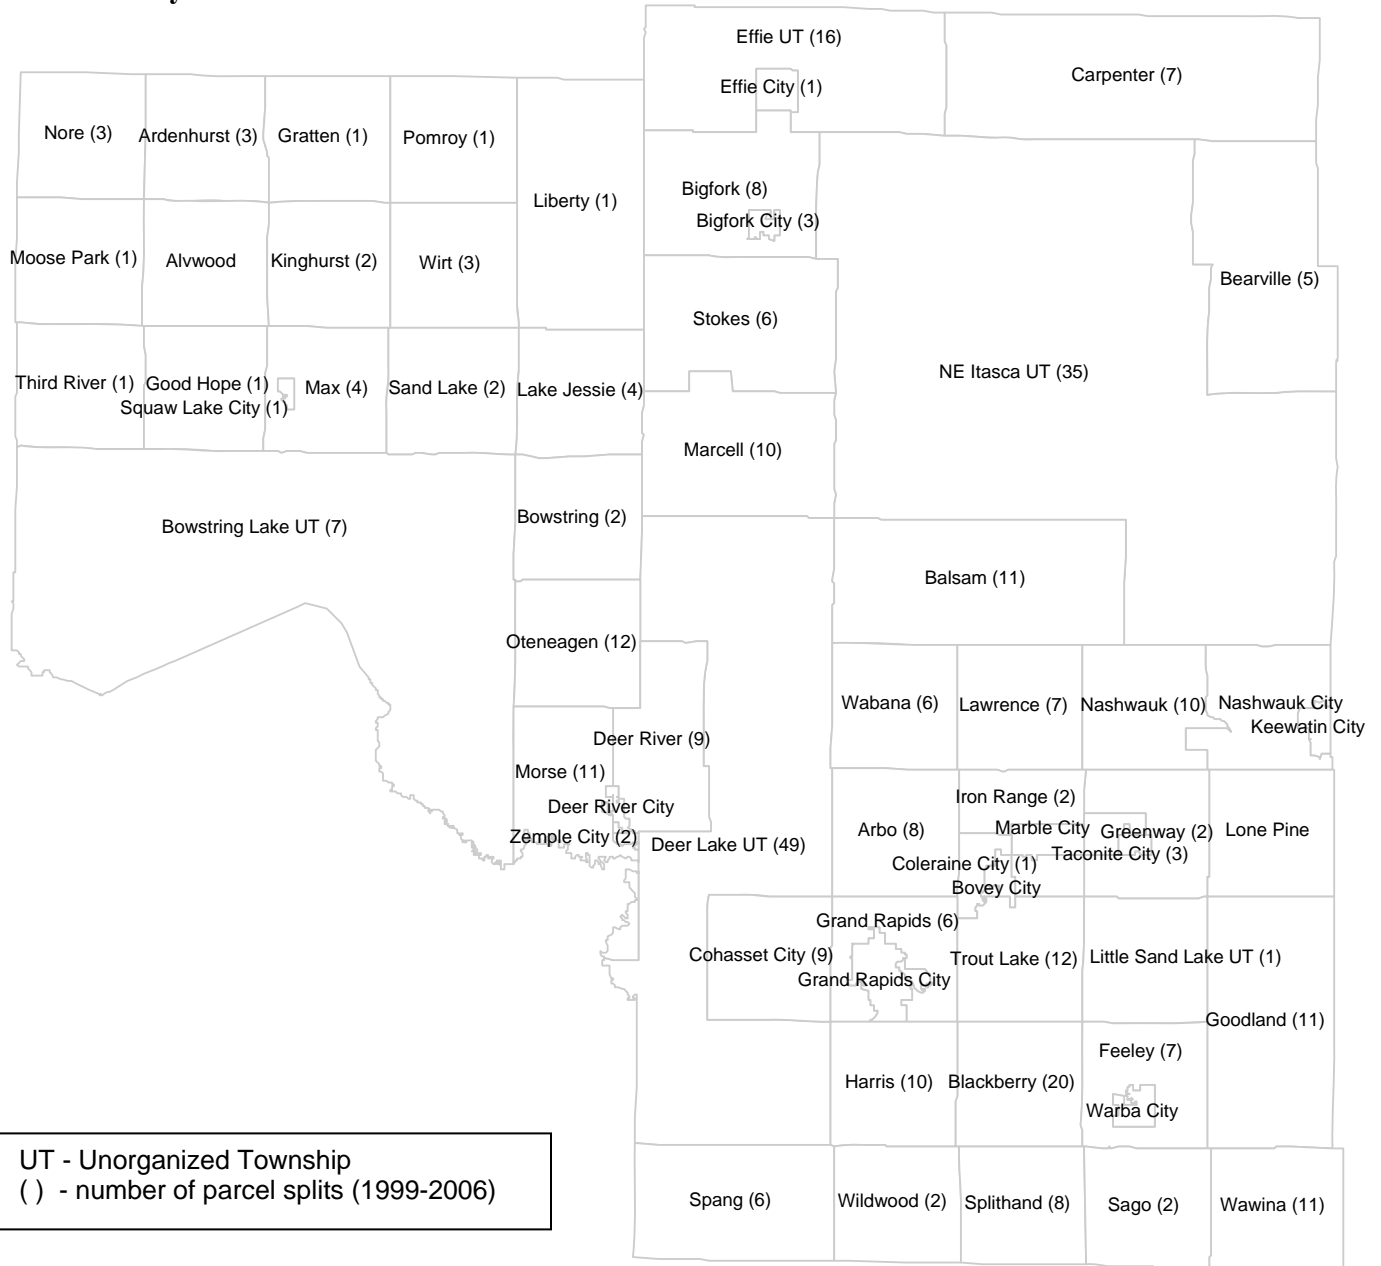 Effie UT (16)
Carpenter (7)
Effie City (1)
Nore (3)
Ardenhurst (3)
Gratten (1)
Pomroy (1)
Bigfork (8)
Liberty (1)
Bigfork City (3)
Moose Park (1)
Alvwood
Kinghurst (2)
Wirt (3)
Bearville (5)
Stokes (6)
NE Itasca UT (35)
Third River (1)
Good Hope (1)
Max (4)
Sand Lake (2)
Lake Jessie (4)
Squaw Lake City (1)
Marcell (10)
Bowstring Lake UT (7)
Bowstring (2)
Balsam (11)
Oteneagen (12)
Wabana (6)
Lawrence (7)
Nashwauk (10)
Nashwauk City
Keewatin City
Deer River (9)
Morse (11)
Deer River City
Zemple City (2)
Deer Lake UT (49)
Iron Range (2)
Arbo (8)
Marble City
Greenway (2)
Lone Pine
Taconite City (3)
Coleraine City (1)
Bovey City
Grand Rapids (6)
Cohasset City (9)
Trout Lake (12)
Little Sand Lake UT (1)
Grand Rapids City
Goodland (11)
Feeley (7)
Harris (10)
Blackberry (20)
Warba City
UT - Unorganized Township
( ) - number of parcel splits (1999-2006)
Spang (6)
Wildwood (2)
Splithand (8)
Sago (2)
Wawina (11)